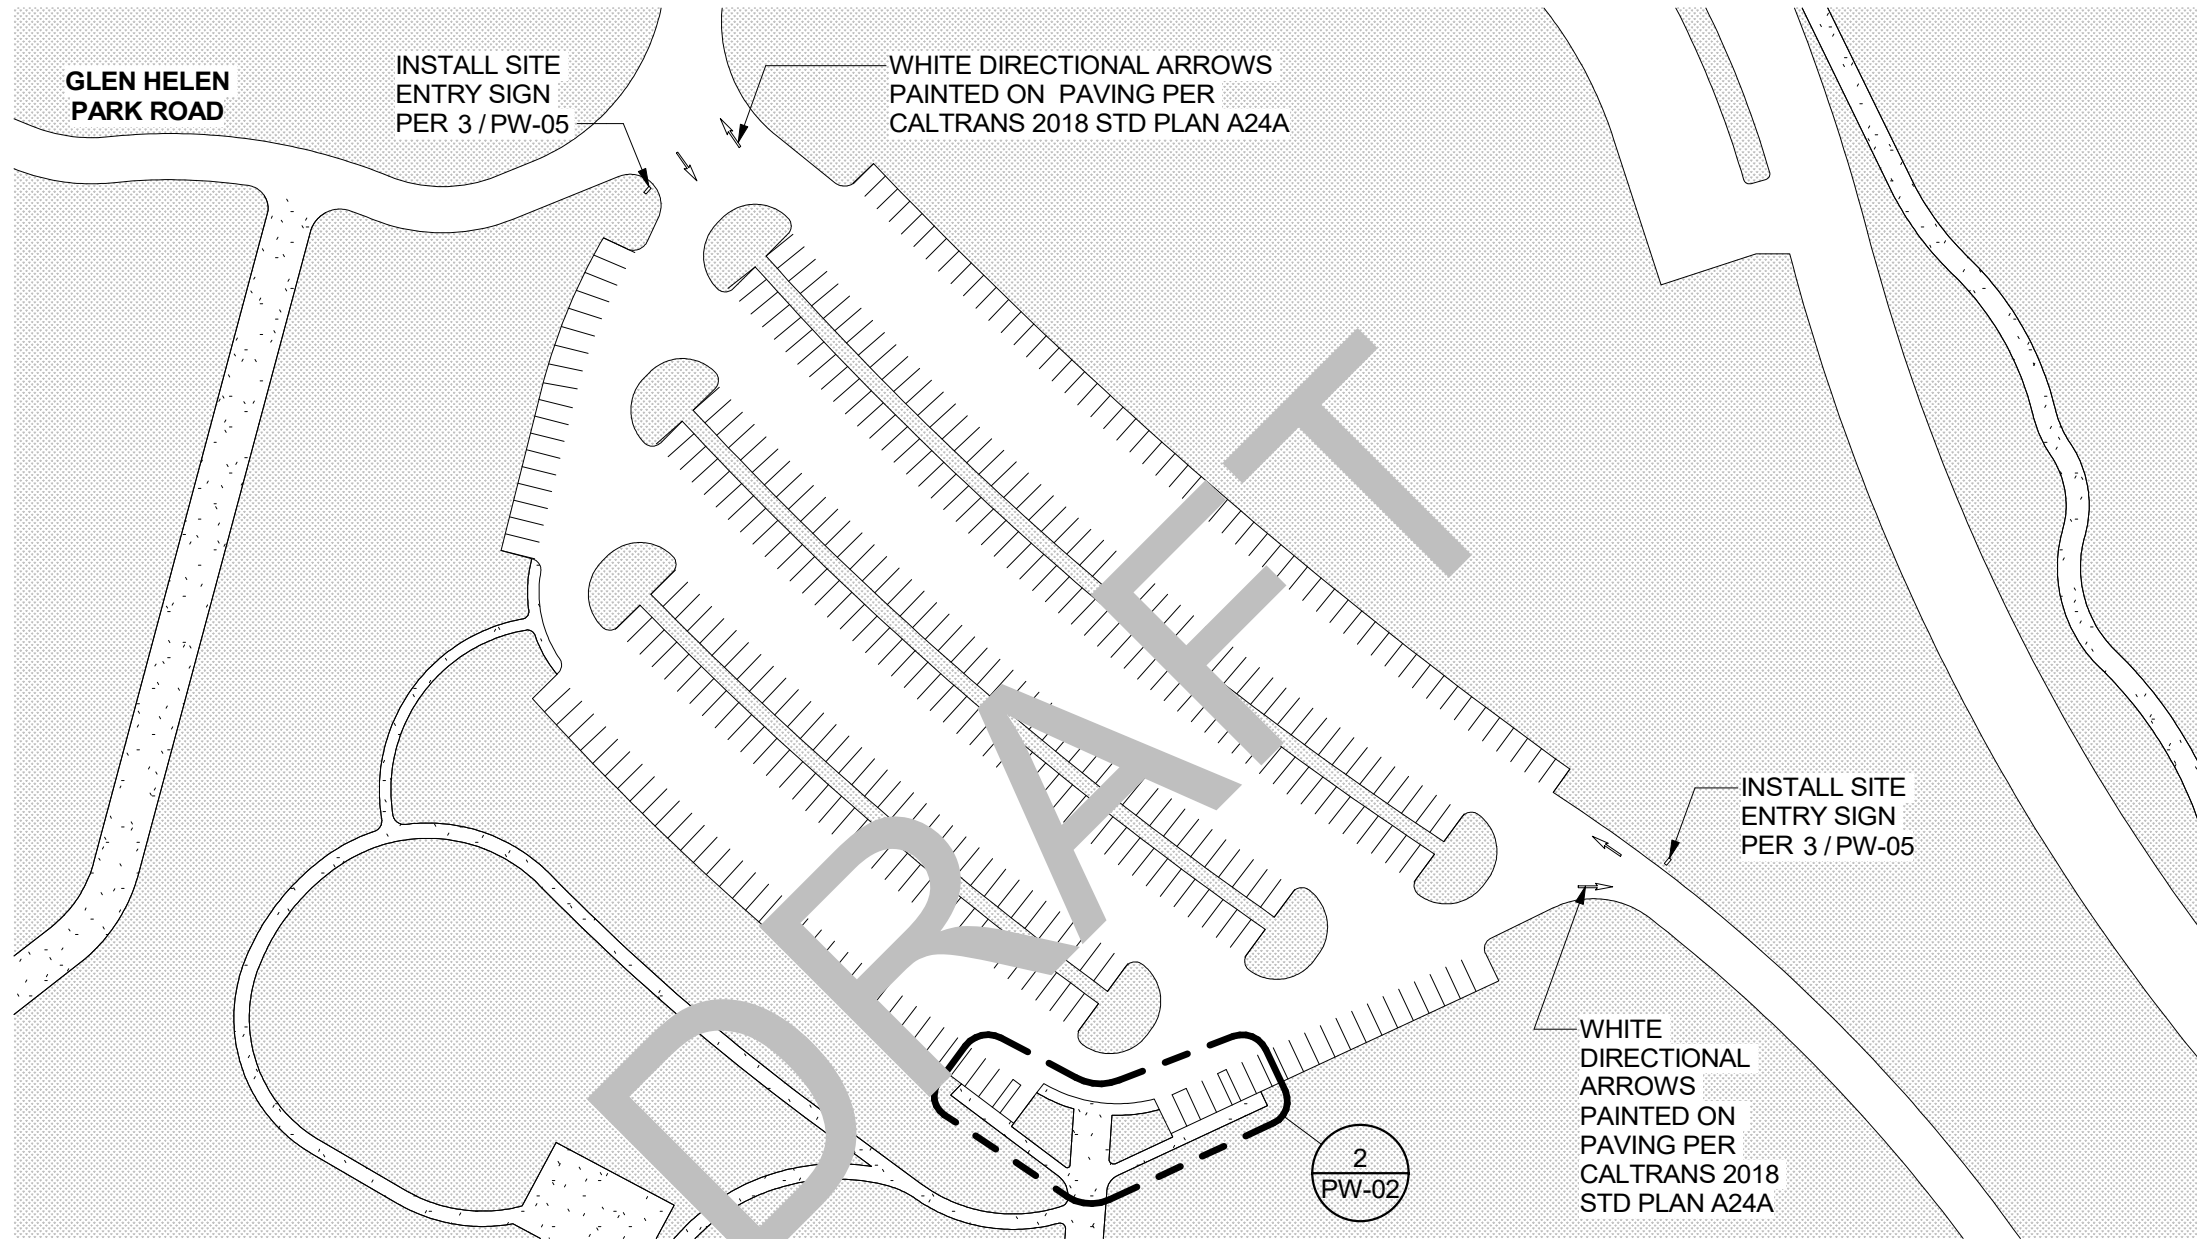 GLEN HELEN
PARK ROAD
INSTALL SITE
ENTRY SIGN
PER 3 / PW-05
WHITE DIRECTIONAL ARROWS
PAINTED ON PAVING PER
CALTRANS 2018 STD PLAN A24A
DRAFT
INSTALL SITE
ENTRY SIGN
PER 3 / PW-05
WHITE
DIRECTIONAL
ARROWS
PAINTED ON
PAVING PER
CALTRANS 2018
STD PLAN A24A
2
PW-02